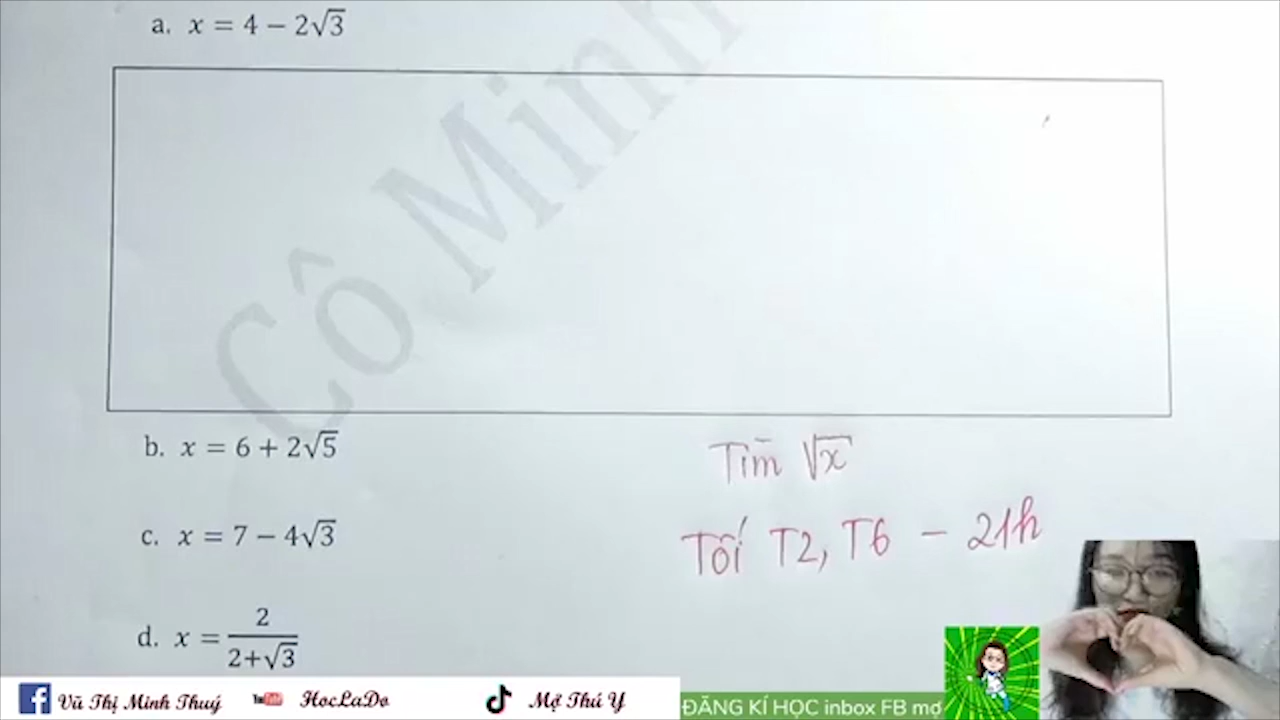 a. x = 4 − 2√3
Cô Minh
b. x = 6 + 2√5
Tìm √x
c. x = 7 − 4√3
Tối T2, T6 − 21h
d. x = 2/(2+√3)
Vũ Thị Minh Thuý
YouTube HocLaDo
Mợ Thú Y
ĐĂNG KÍ HỌC inbox FB mợ